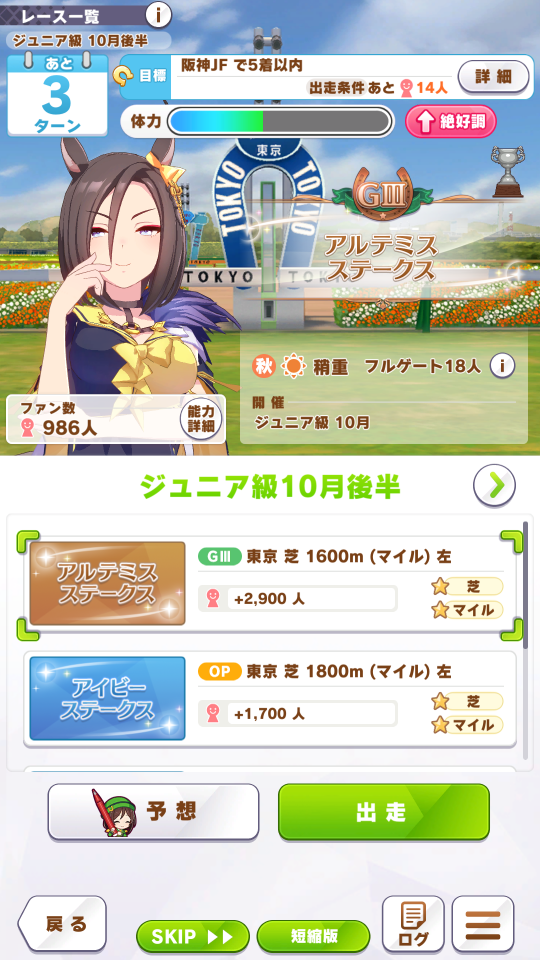 レース一覧
i
ジュニア級 10月後半
あと
3
ターン
目標
阪神JF で5着以内
出走条件 あと 14人
詳細
体力
絶好調
東京
TOKYO
TOKYO
TOKYO
TO
GⅢ
アルテミス
ステークス
秋
稍重 フルゲート18人
i
開催
ジュニア級 10月
ファン数
986人
能力
詳細
ジュニア級10月後半
アルテミス
ステークス
GⅢ 東京 芝 1600m (マイル) 左
+2,900 人
芝
マイル
アイビー
ステークス
OP 東京 芝 1800m (マイル) 左
+1,700 人
芝
マイル
予想
出走
戻る
SKIP
短縮版
ログ